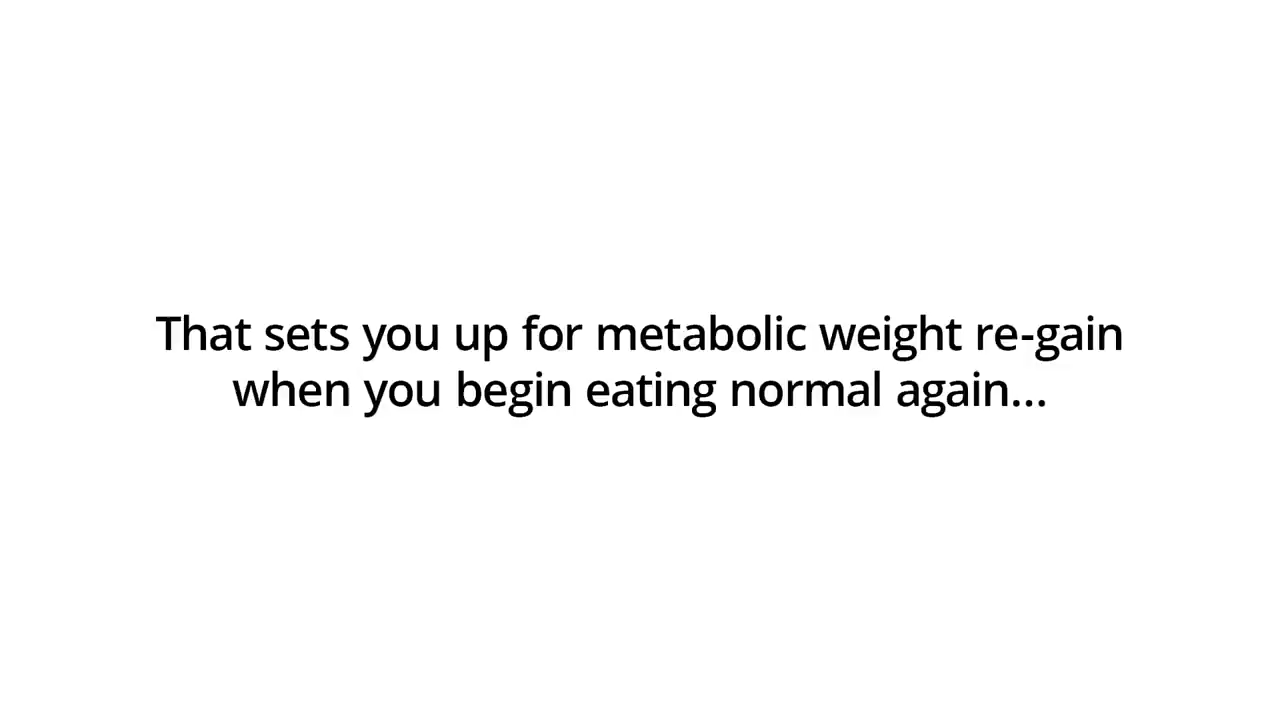 That sets you up for metabolic weight re-gain
when you begin eating normal again...